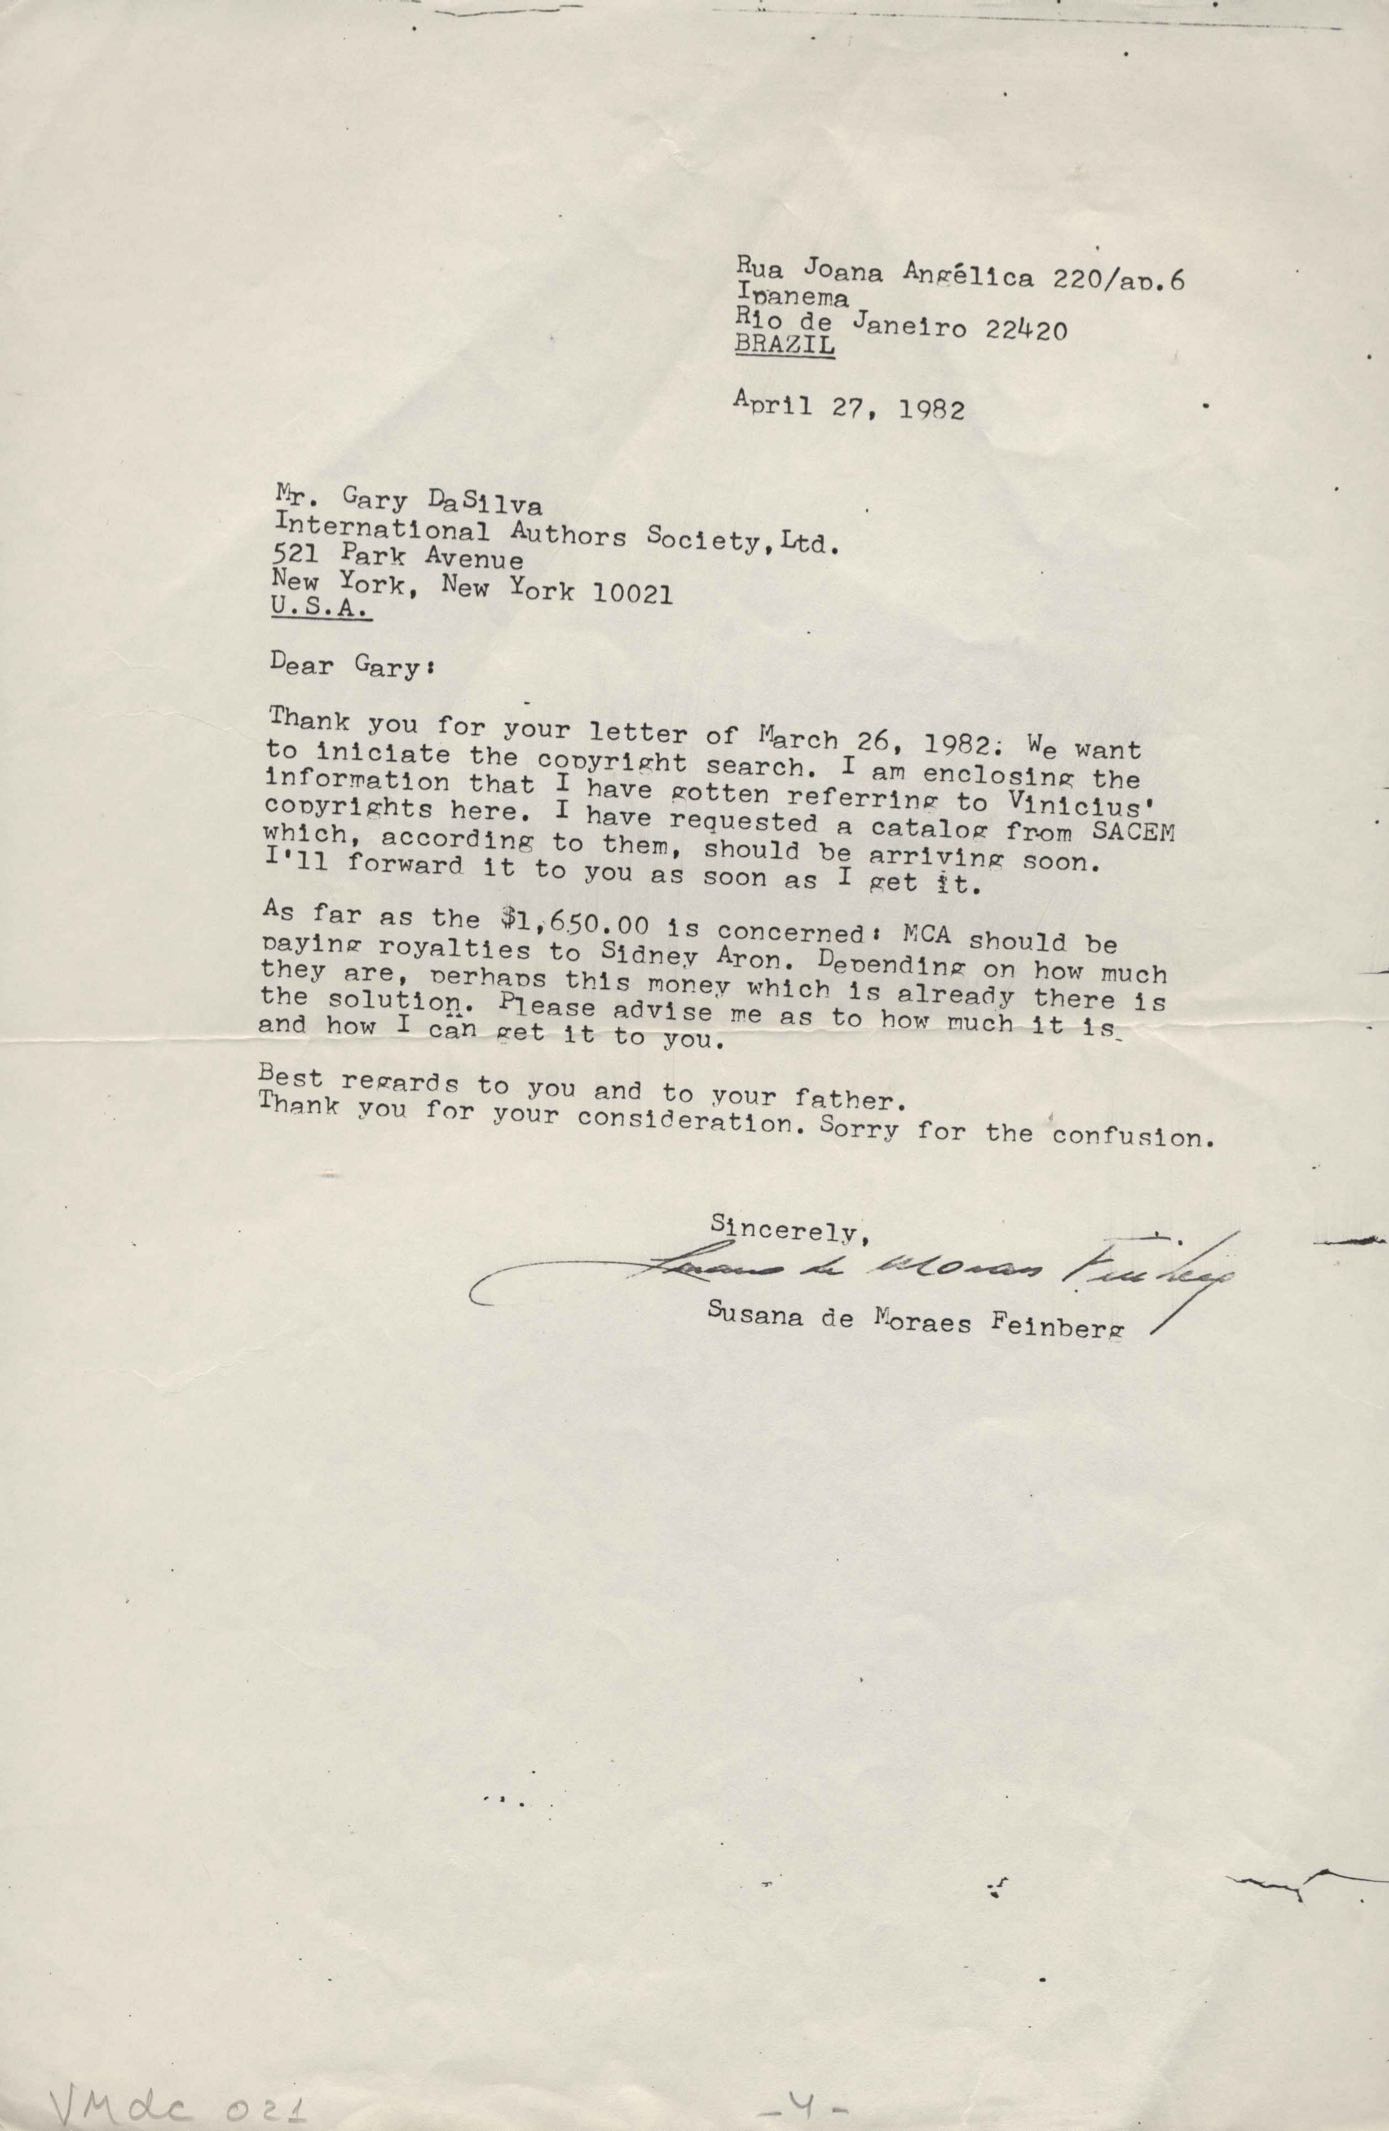 Rua Joana Angélica 220/ap.6
Ipanema
Rio de Janeiro 22420
BRAZIL
April 27, 1982
Mr. Gary DaSilva
International Authors Society,Ltd.
521 Park Avenue
New York, New York 10021
U.S.A.
Dear Gary:
Thank you for your letter of March 26, 1982. We want
to iniciate the copyright search. I am enclosing the
information that I have gotten referring to Vinicius'
copyrights here. I have requested a catalog from SACEM
which, according to them, should be arriving soon.
I'll forward it to you as soon as I get it.
As far as the $1,650.00 is concerned: MCA should be
paying royalties to Sidney Aron. Depending on how much
they are, perhaps this money which is already there is
the solution. Please advise me as to how much it is
and how I can get it to you.
Best regards to you and to your father.
Thank you for your consideration. Sorry for the confusion.
Sincerely,
Susana de Moraes Feinberg
Susana de Moraes Feinberg
VMdc 021
-4-